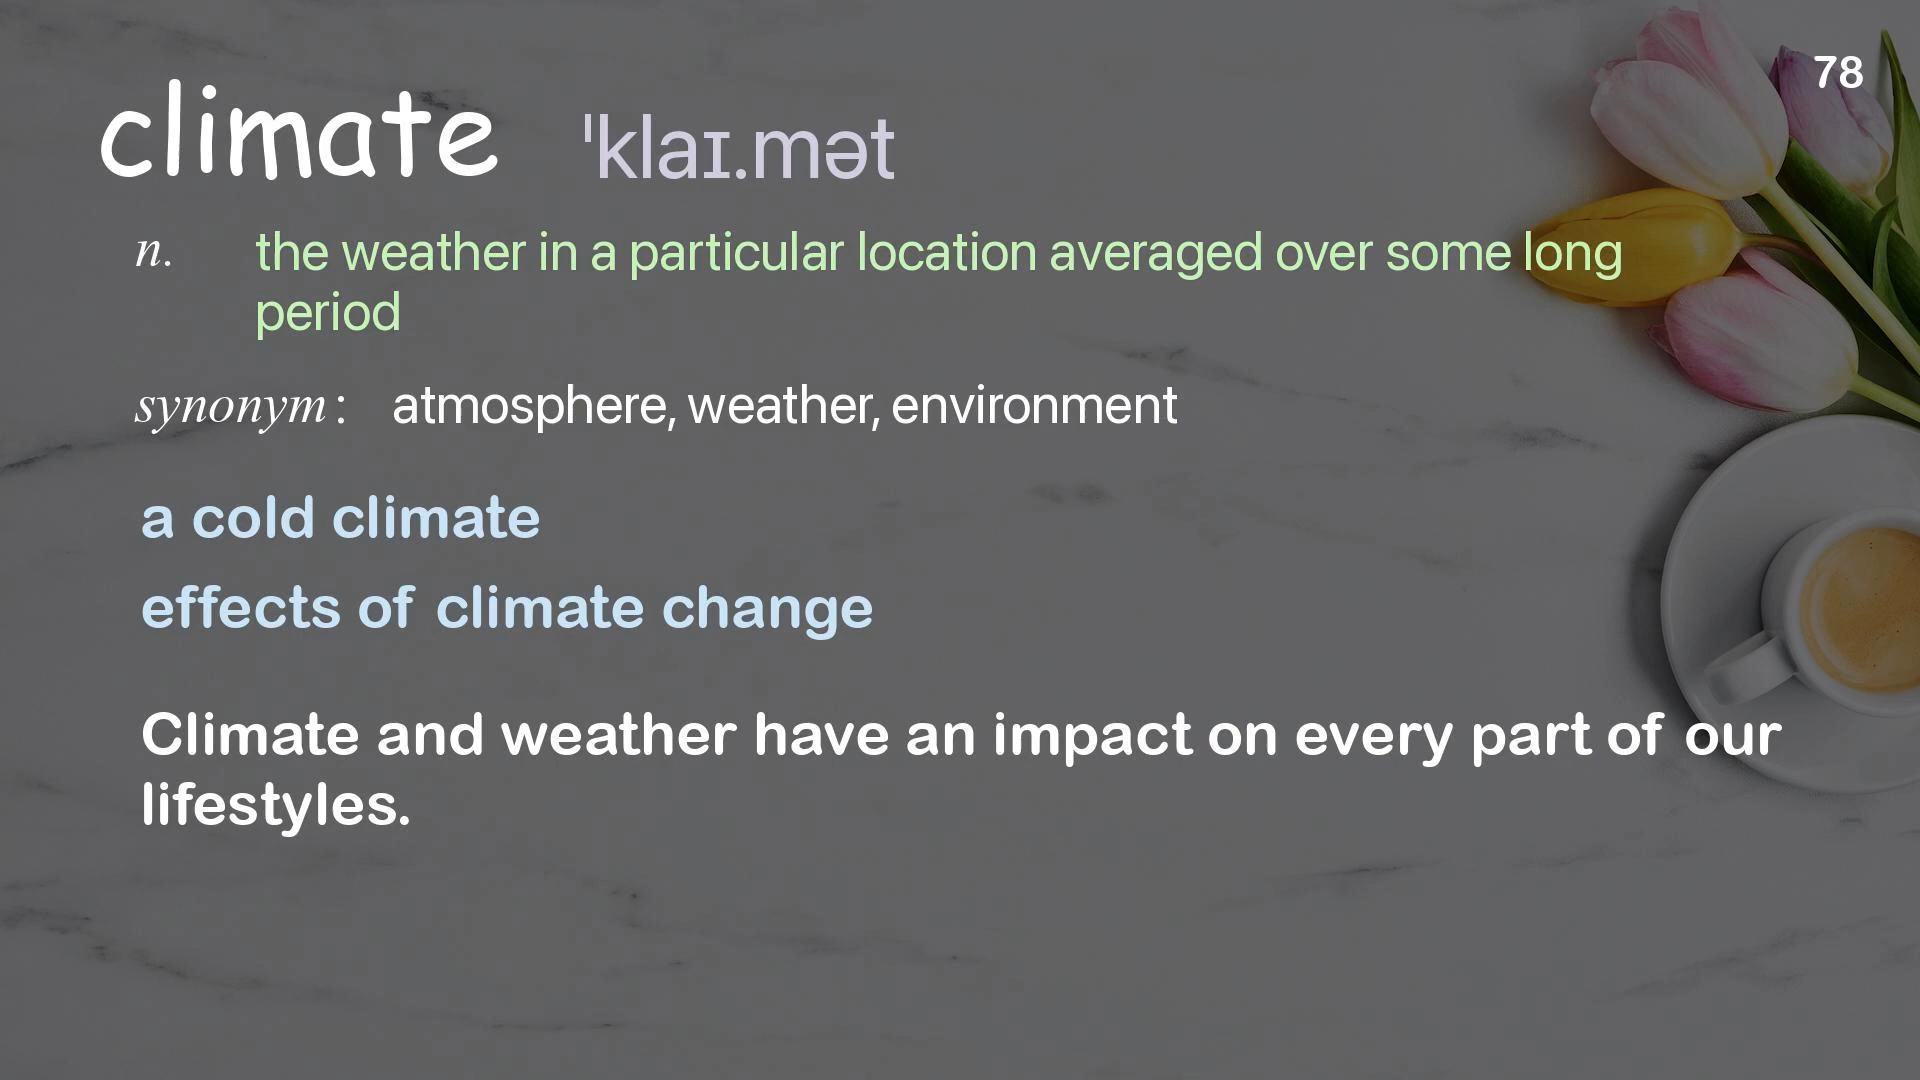 78
climate ˈklaɪ.mət
n. the weather in a particular location averaged over some long
period
synonym: atmosphere, weather, environment
a cold climate
effects of climate change
Climate and weather have an impact on every part of our
lifestyles.